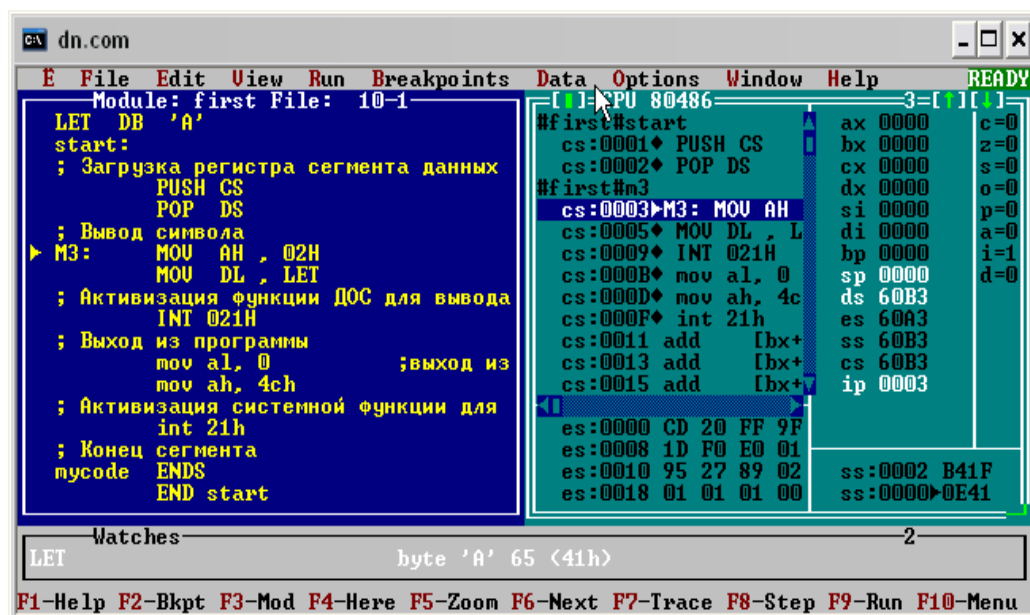 dn.com
Ë File Edit View Run Breakpoints Data Options Window Help READY
Module: first File: 10-1
LET DB 'A'
start:
; Загрузка регистра сегмента данных
PUSH CS
POP DS
; Вывод символа
M3: MOV AH , 02H
MOV DL , LET
; Активизация функции ДОС для вывода
INT 021H
; Выход из программы
mov al, 0 ;выход из
mov ah, 4ch
; Активизация системной функции для
int 21h
; Конец сегмента
mycode ENDS
END start
CPU 80486 3
#first#start
cs:0001 PUSH CS
cs:0002 POP DS
#first#m3
cs:0003 M3: MOV AH
cs:0005 MOV DL , L
cs:0009 INT 021H
cs:000B mov al, 0
cs:000D mov ah, 4c
cs:000F int 21h
cs:0011 add [bx+
cs:0013 add [bx+
cs:0015 add [bx+
ax 0000
bx 0000
cx 0000
dx 0000
si 0000
di 0000
bp 0000
sp 0000
ds 60B3
es 60A3
ss 60B3
cs 60B3
ip 0003
c=0
z=0
s=0
o=0
p=0
a=0
i=1
d=0
es:0000 CD 20 FF 9F
es:0008 1D F0 E0 01
es:0010 95 27 89 02
es:0018 01 01 01 00
ss:0002 B41F
ss:0000 0E41
Watches 2
LET byte 'A' 65 (41h)
F1-Help F2-Bkpt F3-Mod F4-Here F5-Zoom F6-Next F7-Trace F8-Step F9-Run F10-Menu